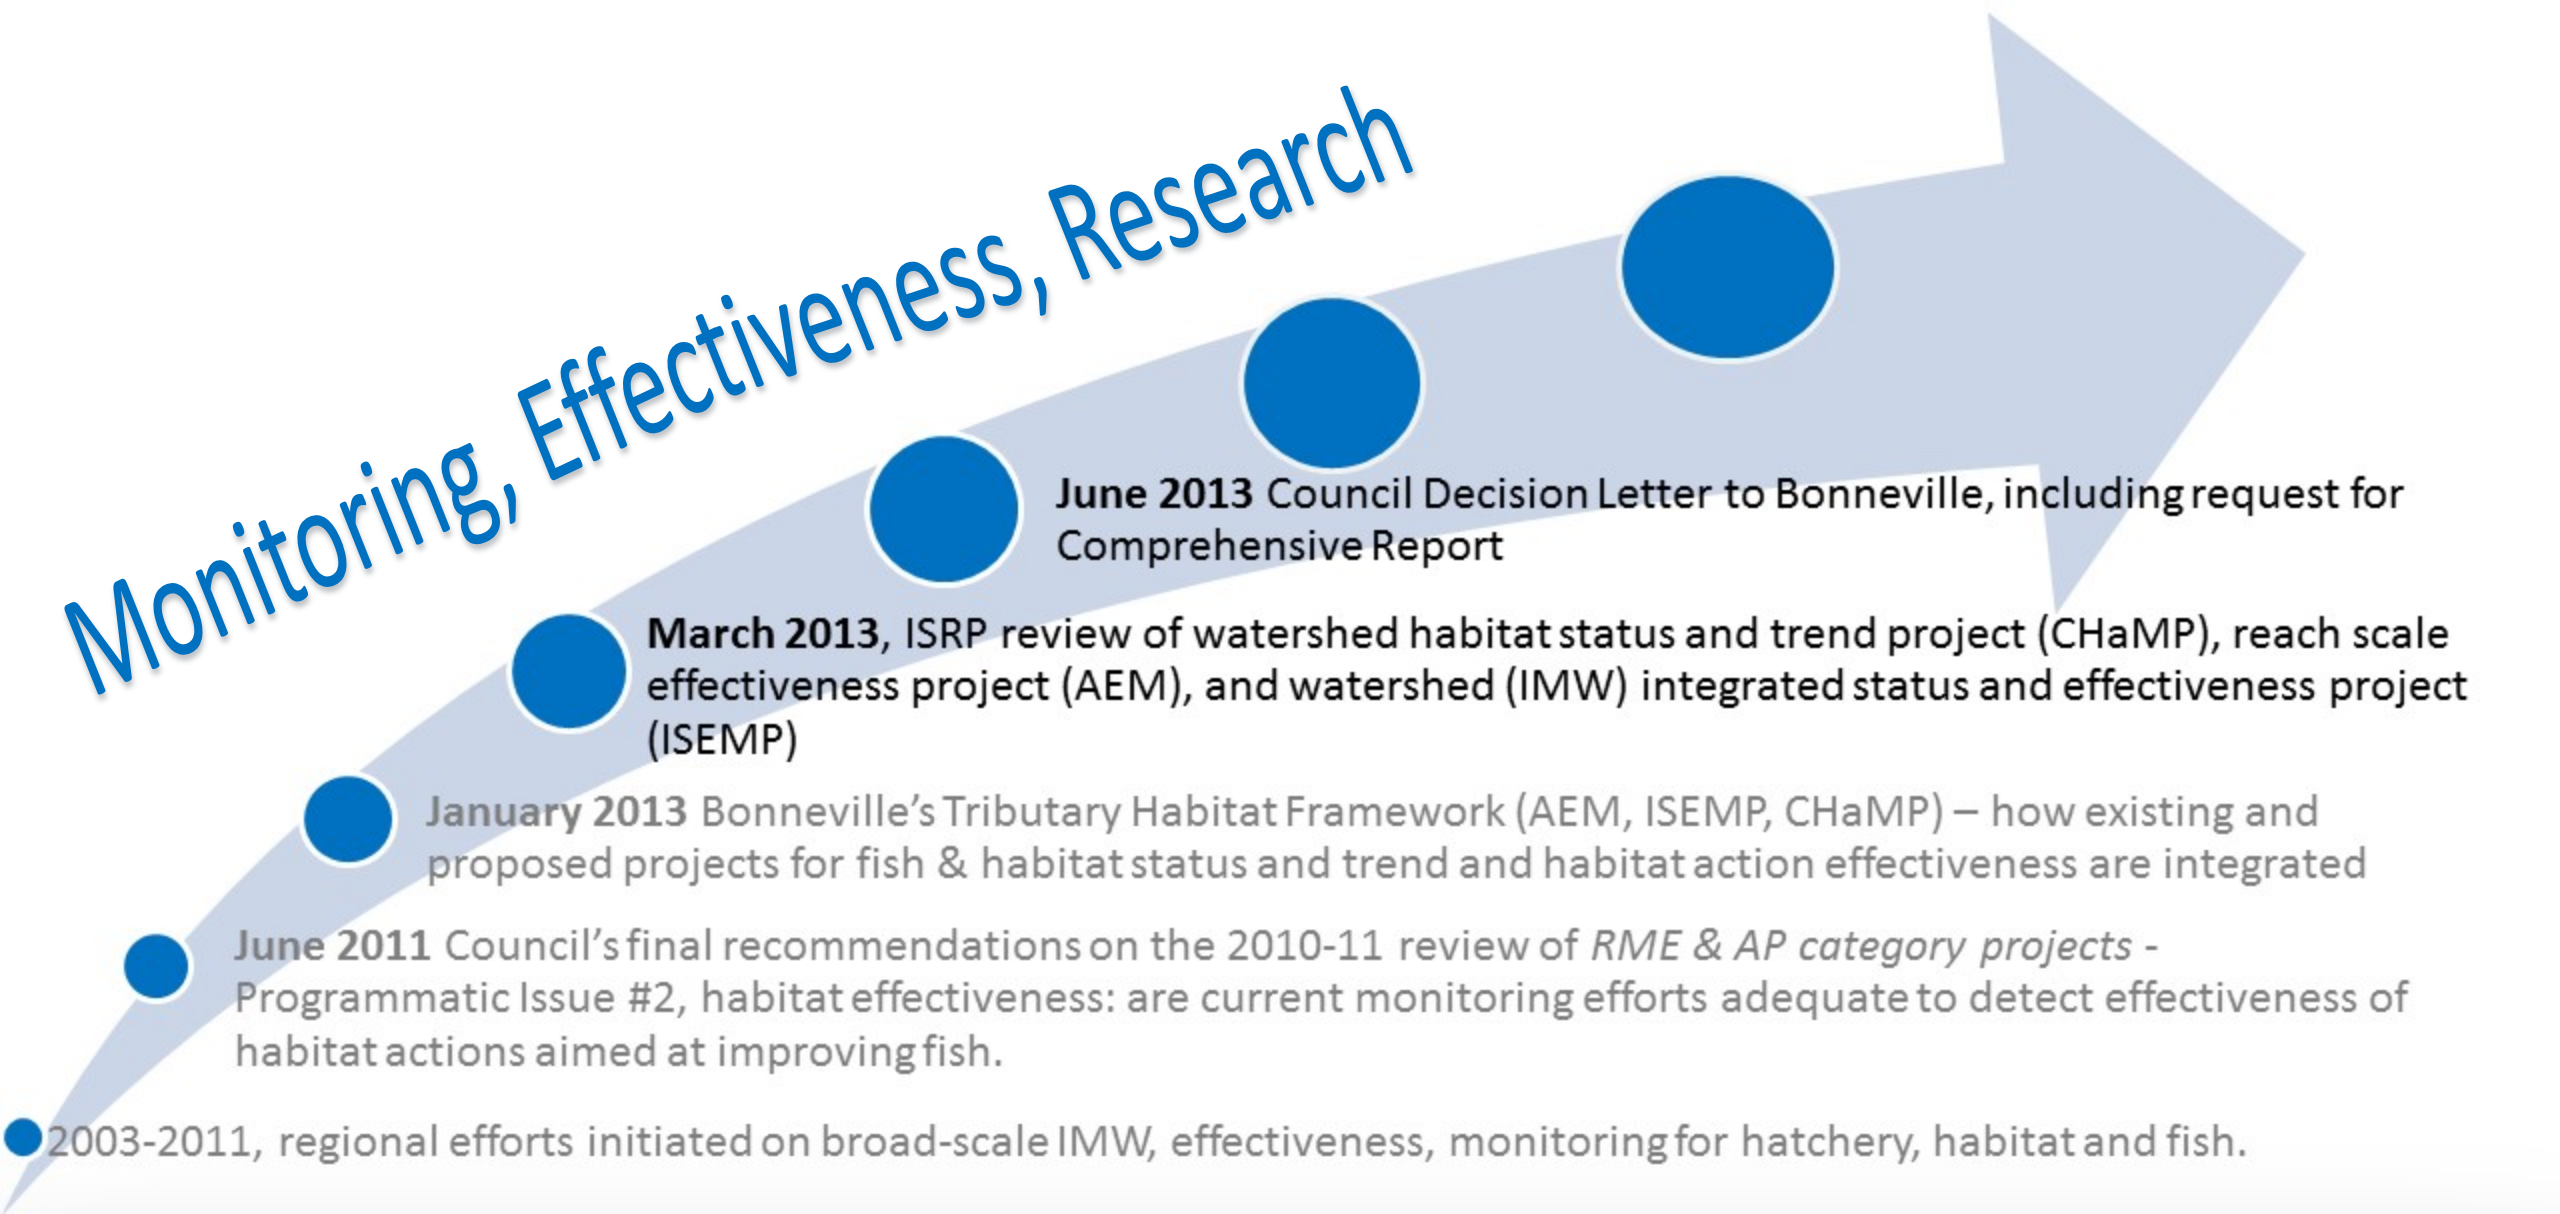 Monitoring, Effectiveness, Research
June 2013 Council Decision Letter to Bonneville, including request for
Comprehensive Report
March 2013, ISRP review of watershed habitat status and trend project (CHaMP), reach scale
effectiveness project (AEM), and watershed (IMW) integrated status and effectiveness project
(ISEMP)
January 2013 Bonneville’s Tributary Habitat Framework (AEM, ISEMP, CHaMP) – how existing and
proposed projects for fish & habitat status and trend and habitat action effectiveness are integrated
June 2011 Council’s final recommendations on the 2010-11 review of RME & AP category projects -
Programmatic Issue #2, habitat effectiveness: are current monitoring efforts adequate to detect effectiveness of
habitat actions aimed at improving fish.
2003-2011, regional efforts initiated on broad-scale IMW, effectiveness, monitoring for hatchery, habitat and fish.